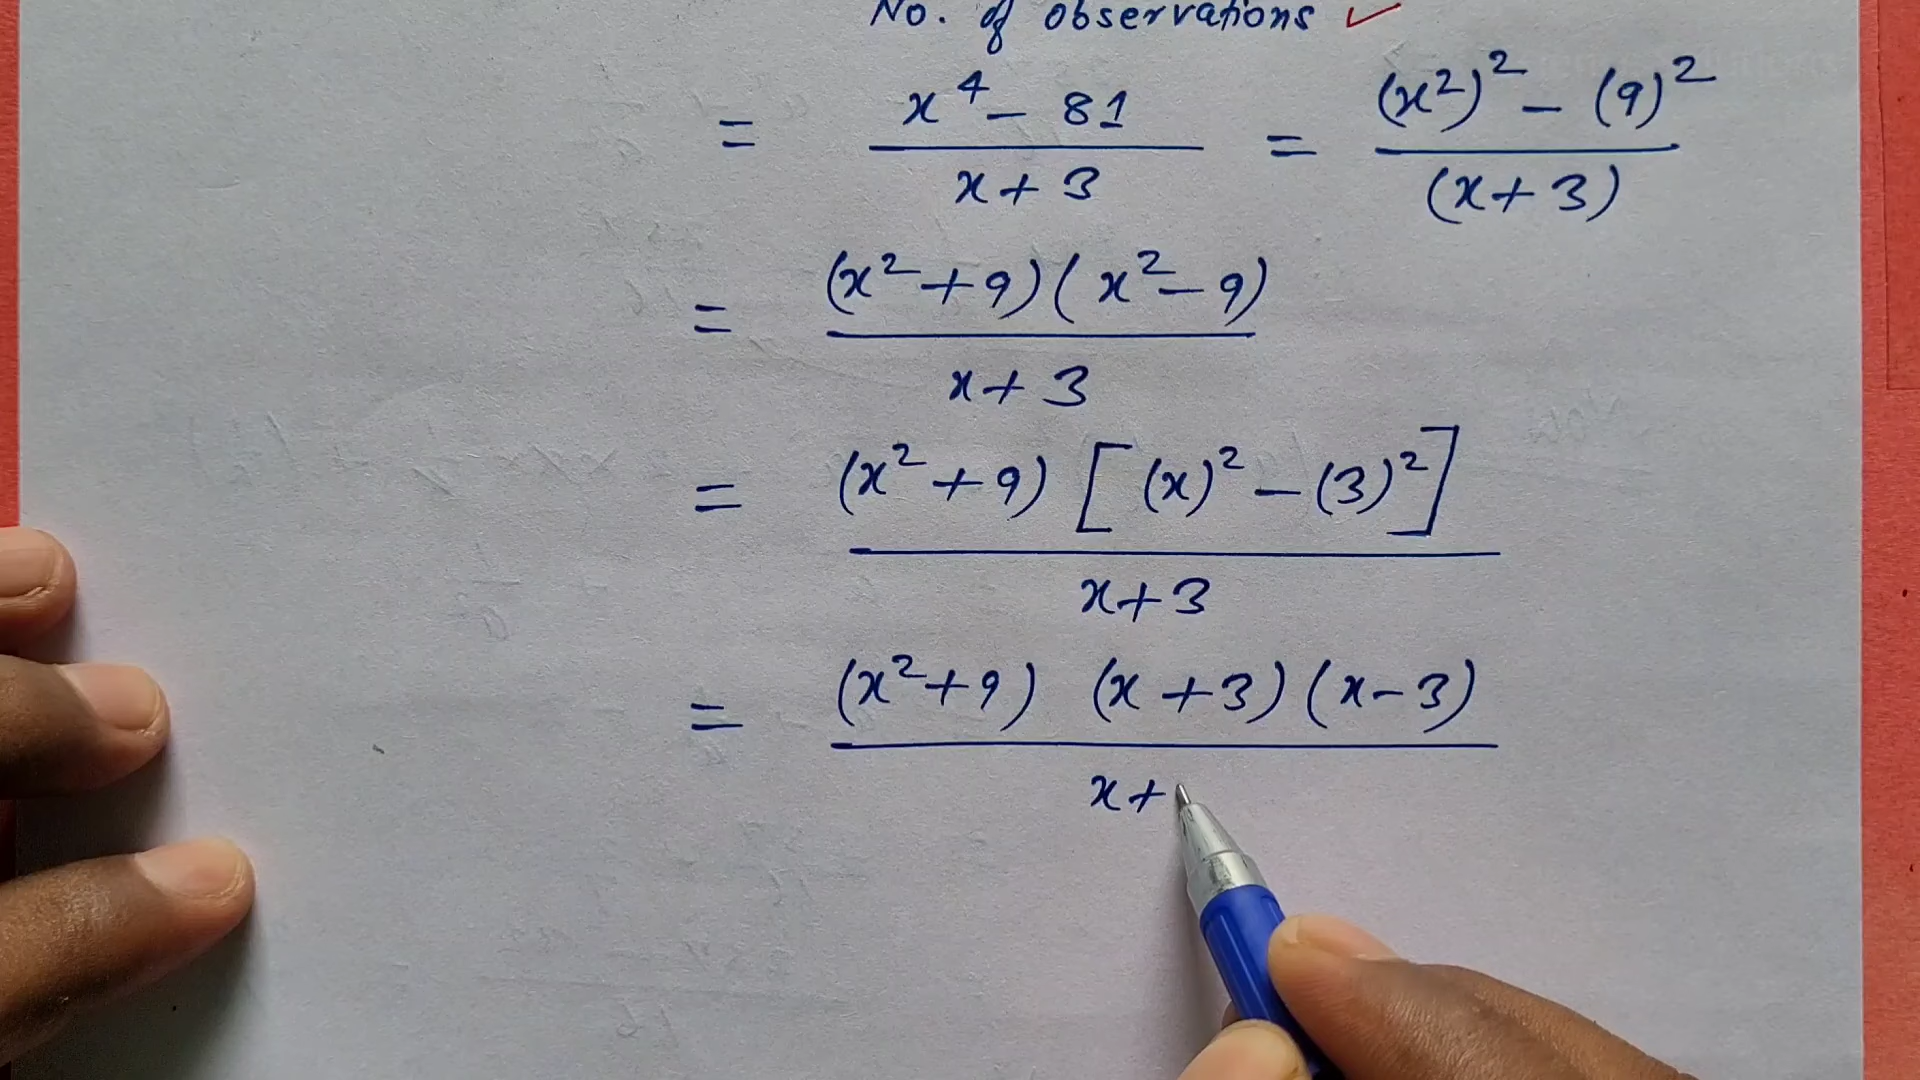 No. of observations ✓
= x⁴ - 81 / x + 3 = (x²)² - (9)² / (x + 3)
= (x² + 9)(x² - 9) / x + 3
= (x² + 9) [(x)² - (3)²] / x + 3
= (x² + 9) (x + 3)(x - 3) / x +